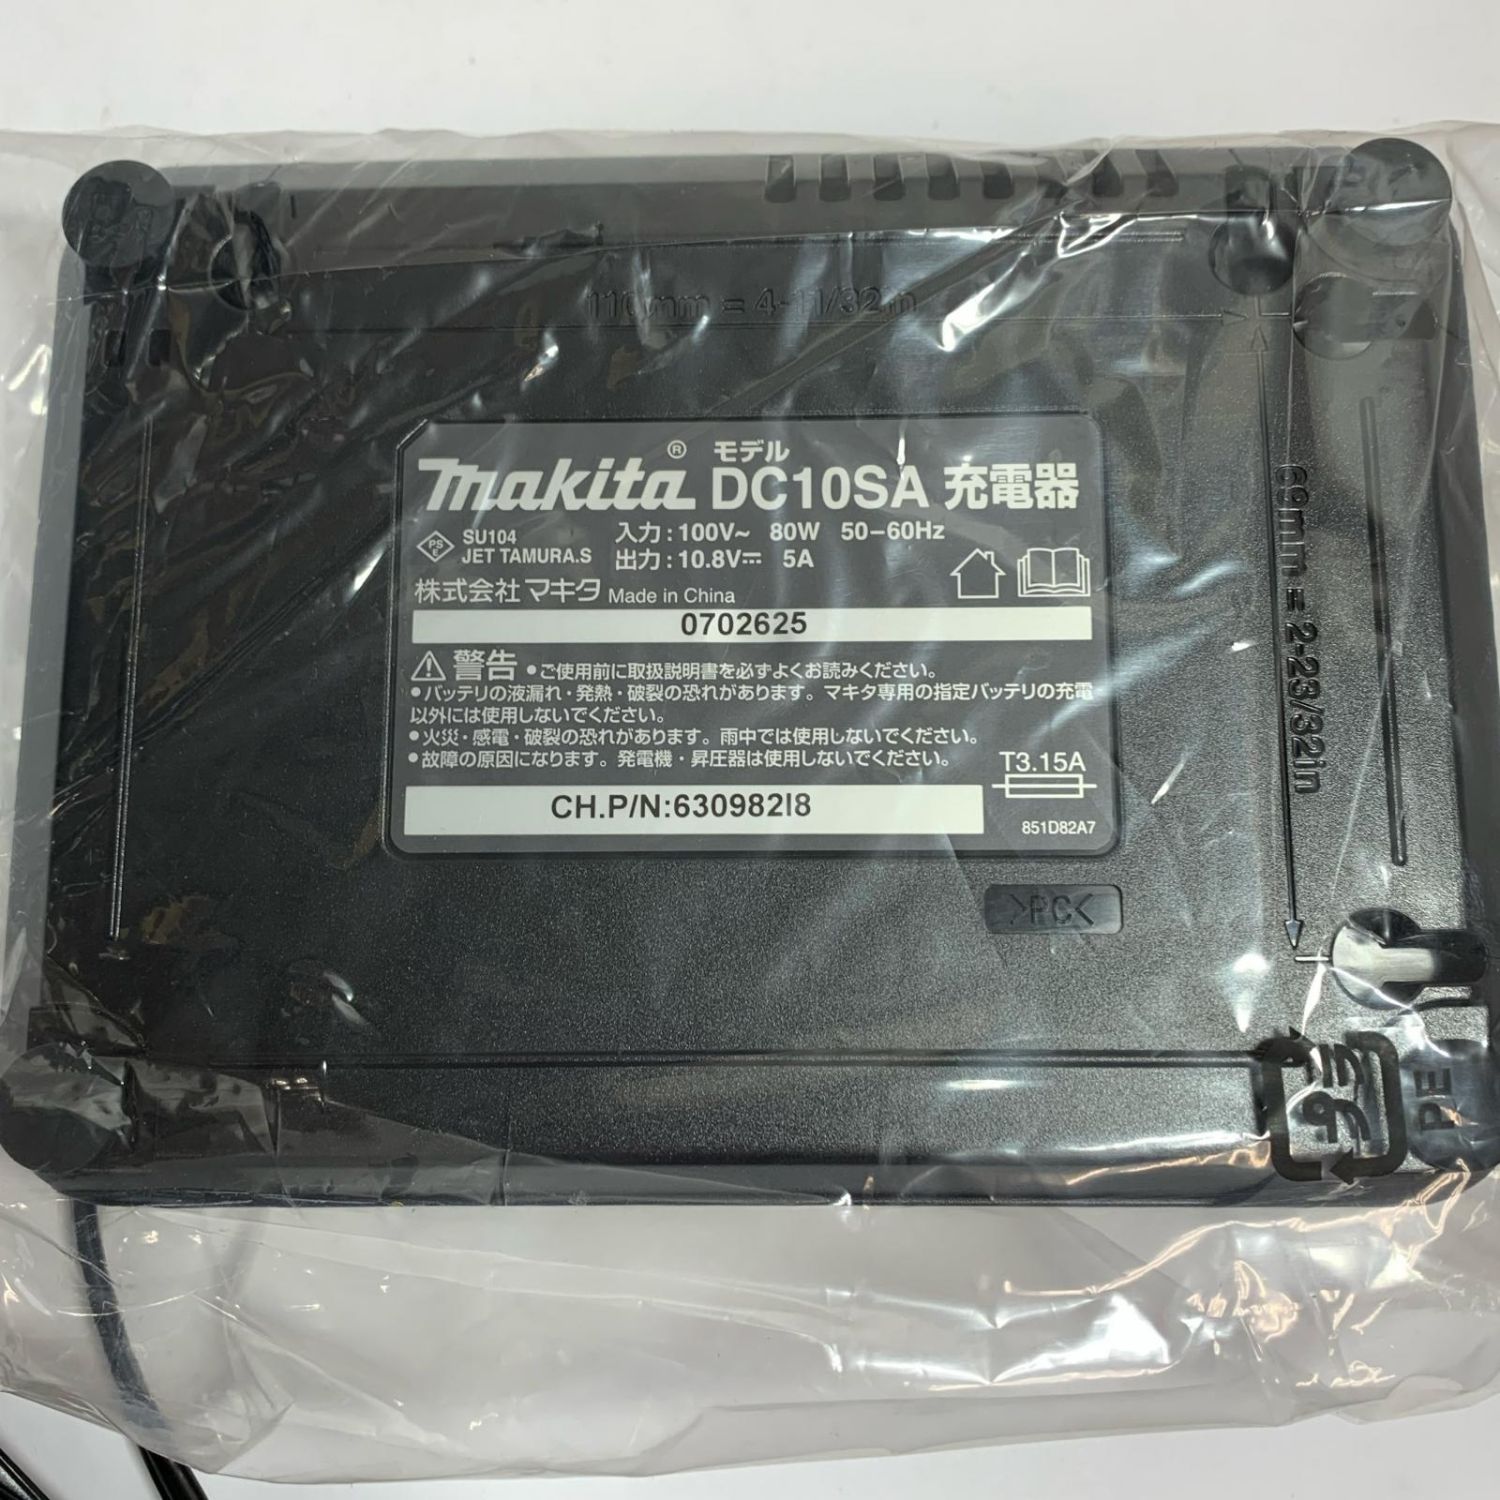 110mm = 4-11/32in
makita® モデル DC10SA 充電器
PSE SU104 入力：100V~ 80W 50-60Hz
JET TAMURA.S 出力：10.8V⎓ 5A
株式会社 マキタ Made in China
0702625
⚠ 警告 ●ご使用前に取扱説明書を必ずよくお読みください。
●バッテリの液漏れ・発熱・破裂の恐れがあります。マキタ専用の指定バッテリの充電
以外には使用しないでください。
●火災・感電・破裂の恐れがあります。雨中では使用しないでください。
●故障の原因になります。発電機・昇圧器は使用しないでください。
T3.15A
CH.P/N:630982I8
851D82A7
>PC<
69mm = 2-23/32in
プラ
PE